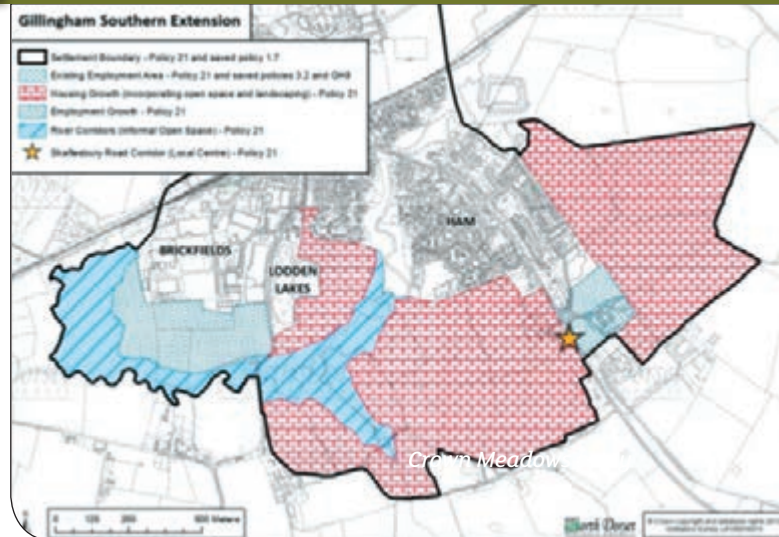 Gillingham Southern Extension
Settlement Boundary - Policy 21 and saved policy 1.7
Existing Employment Area - Policy 21 and saved policies 3.2 and GH9
Housing Growth (incorporating open space and landscaping) - Policy 21
Employment Growth - Policy 21
River Corridors (Informal Open Space) - Policy 21
Shaftesbury Road Corridor (Local Centre) - Policy 21
HAM
BRICKFIELDS
LODDEN
LAKES
Crown Meadows
Meters
North Dorset